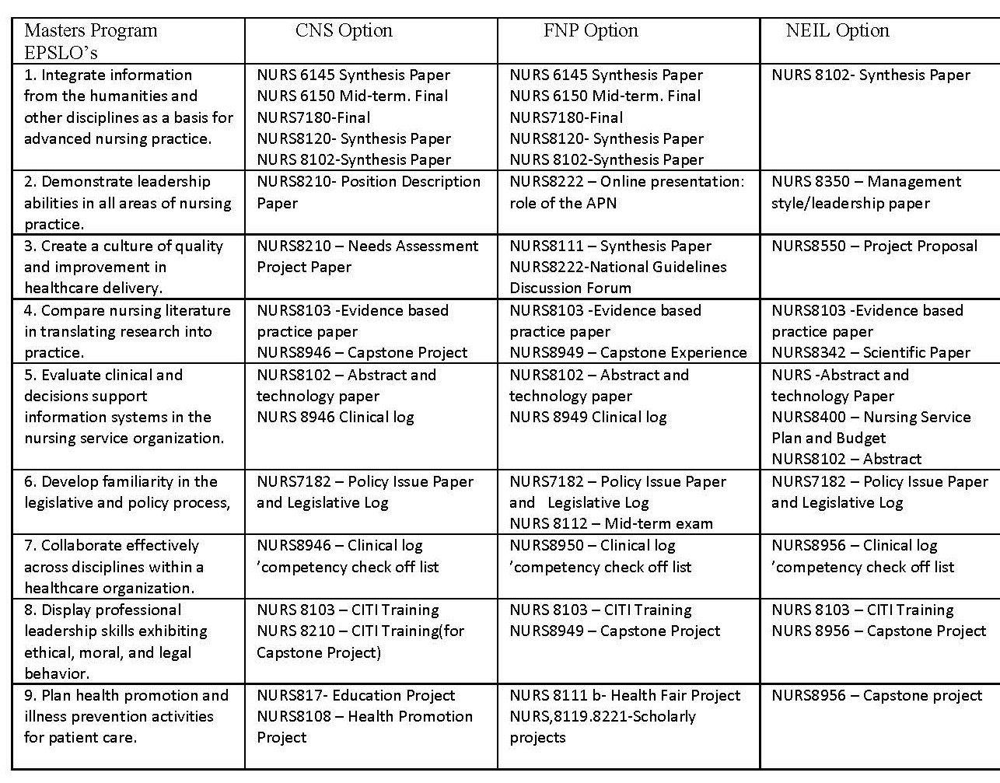 Masters Program
EPSLO’s
CNS Option
FNP Option
NEIL Option
1. Integrate information
from the humanities and
other disciplines as a basis for
advanced nursing practice.
NURS 6145 Synthesis Paper
NURS 6150 Mid-term. Final
NURS7180-Final
NURS8120- Synthesis Paper
NURS 8102-Synthesis Paper
NURS 6145 Synthesis Paper
NURS 6150 Mid-term. Final
NURS7180-Final
NURS8120- Synthesis Paper
NURS 8102-Synthesis Paper
NURS 8102- Synthesis Paper
2. Demonstrate leadership
abilities in all areas of nursing
practice.
NURS8210- Position Description
Paper
NURS8222 – Online presentation:
role of the APN
NURS 8350 – Management
style/leadership paper
3. Create a culture of quality
and improvement in
healthcare delivery.
NURS8210 – Needs Assessment
Project Paper
NURS8111 – Synthesis Paper
NURS8222-National Guidelines
Discussion Forum
NURS8550 – Project Proposal
4. Compare nursing literature
in translating research into
practice.
NURS8103 -Evidence based
practice paper
NURS8946 – Capstone Project
NURS8103 -Evidence based
practice paper
NURS8949 – Capstone Experience
NURS8103 -Evidence based
practice paper
NURS8342 – Scientific Paper
5. Evaluate clinical and
decisions support
information systems in the
nursing service organization.
NURS8102 – Abstract and
technology paper
NURS 8946 Clinical log
NURS8102 – Abstract and
technology paper
NURS 8949 Clinical log
NURS -Abstract and
technology Paper
NURS8400 – Nursing Service
Plan and Budget
NURS8102 – Abstract
6. Develop familiarity in the
legislative and policy process,
NURS7182 – Policy Issue Paper
and Legislative Log
NURS7182 – Policy Issue Paper
and   Legislative Log
NURS 8112 – Mid-term exam
NURS7182 – Policy Issue Paper
and Legislative Log
7. Collaborate effectively
across disciplines within a
healthcare organization.
NURS8946 – Clinical log
’competency check off list
NURS8950 – Clinical log
’competency check off list
NURS8956 – Clinical log
’competency check off list
8. Display professional
leadership skills exhibiting
ethical, moral, and legal
behavior.
NURS 8103 – CITI Training
NURS 8210 – CITI Training(for
Capstone Project)
NURS 8103 – CITI Training
NURS8949 – Capstone Project
NURS 8103 – CITI Training
NURS 8956 – Capstone Project
9. Plan health promotion and
illness prevention activities
for patient care.
NURS817- Education Project
NURS8108 – Health Promotion
Project
NURS 8111 b- Health Fair Project
NURS,8119.8221-Scholarly
projects
NURS8956 – Capstone project